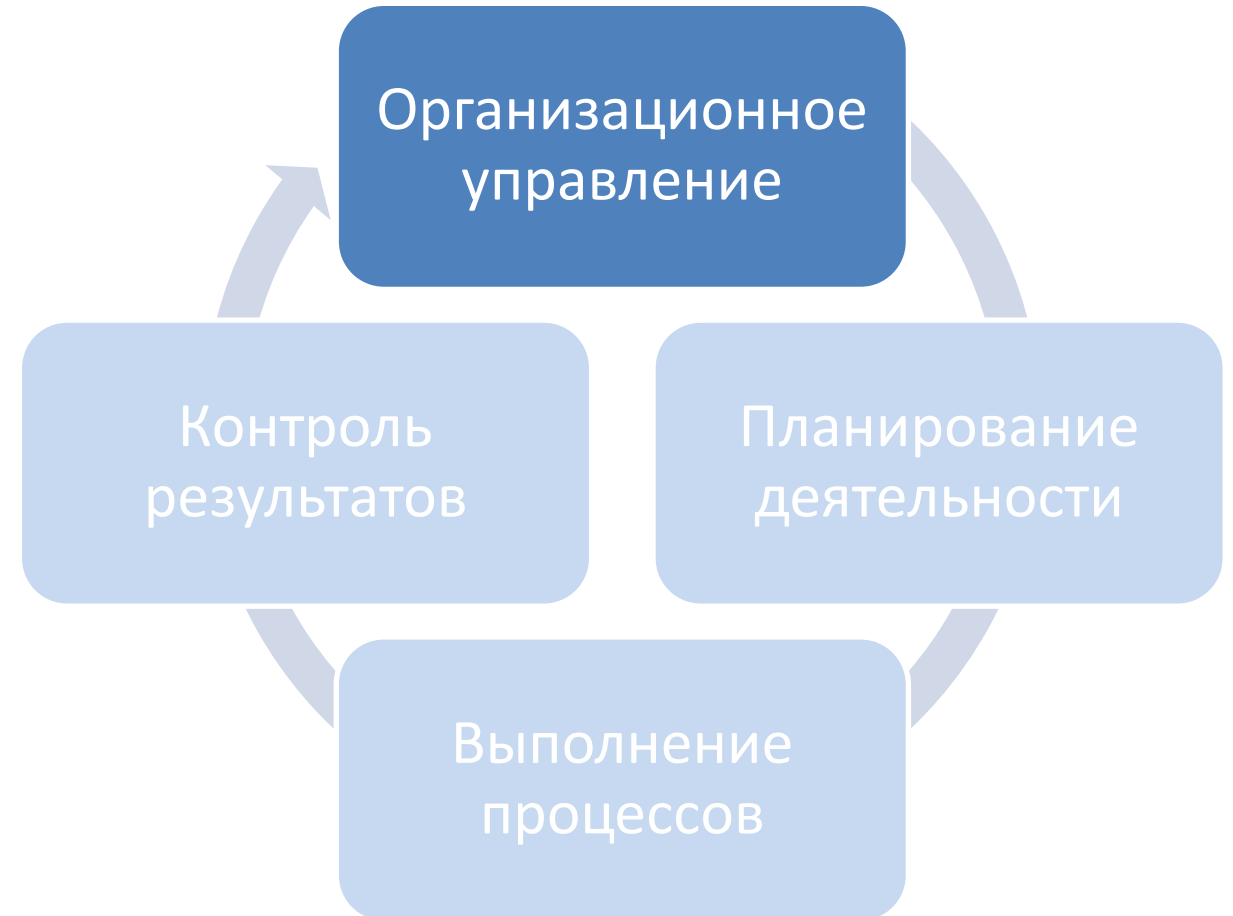 Организационное
управление
Контроль
результатов
Планирование
деятельности
Выполнение
процессов